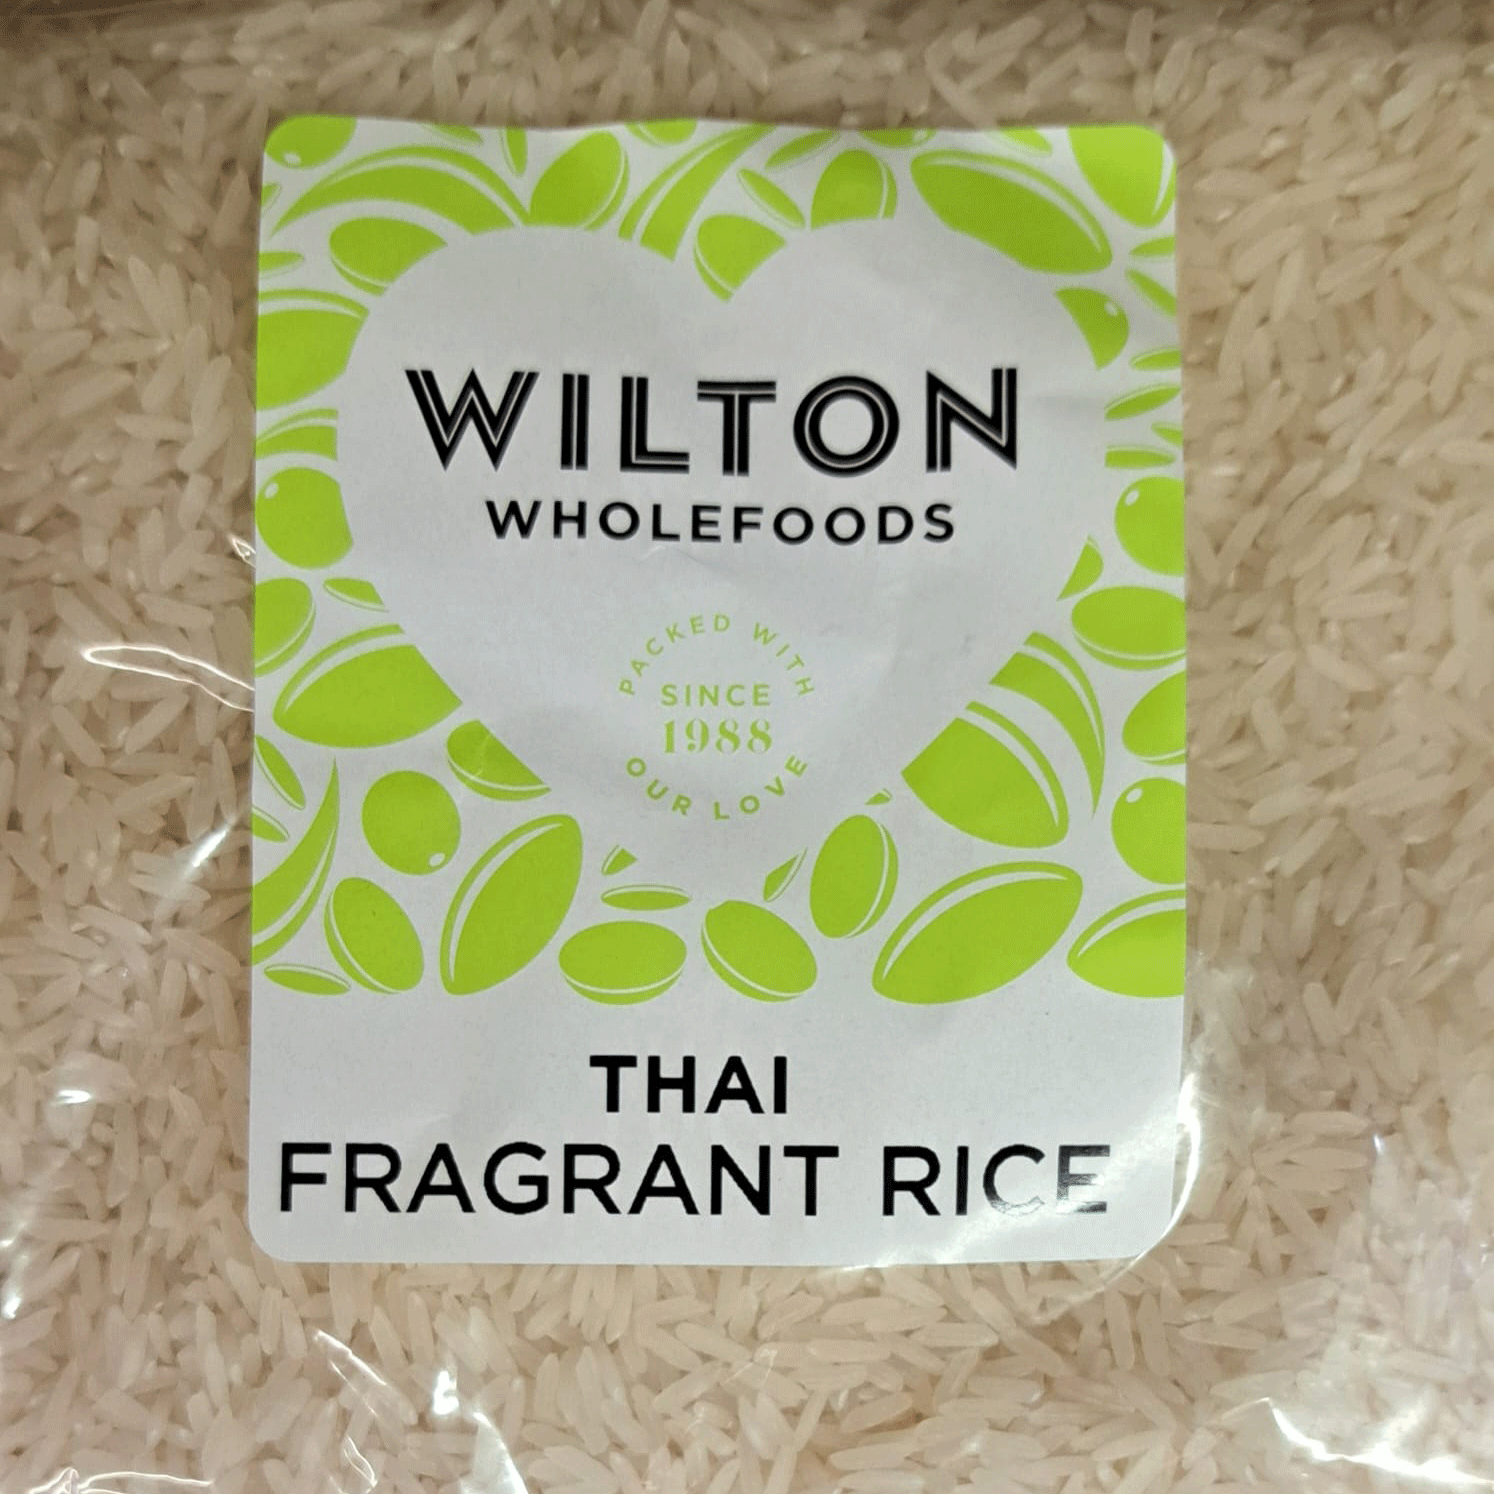 WILTON
WHOLEFOODS
PACKED WITH
SINCE
1988
OUR LOVE
THAI
FRAGRANT RICE